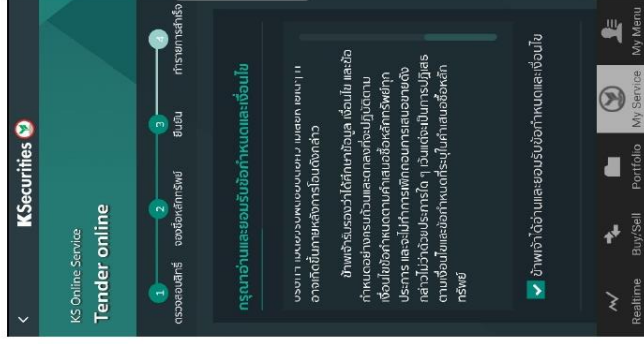 KSecurities
KS Online Service
Tender online
1 2 3 4
ตรวจสอบสิทธิ์ จองซื้อหลักทรัพย์ ยืนยัน ทำรายการสำเร็จ
กรุณาอ่านและยอมรับข้อกำหนดและเงื่อนไข
อาจเกิดขึ้นภายหลังการโอนดังกล่าว
ข้าพเจ้ารับรองว่าได้ศึกษาข้อมูล เงื่อนไข และข้อ
กำหนดอย่างครบถ้วนและตกลงที่จะปฏิบัติตาม
เงื่อนไขข้อกำหนดตามคำเสนอซื้อหลักทรัพย์ทุก
ประการ และจะไม่ทำการเพิกถอนการเสนอขายดัง
กล่าวไม่ว่าด้วยประการใด ๆ เว้นแต่จะเป็นการปฏิบัติ
ตามเงื่อนไขและข้อกำหนดที่ระบุในคำเสนอซื้อหลัก
ทรัพย์
ข้าพเจ้าได้อ่านและยอมรับข้อกำหนดและเงื่อนไข
Realtime Buy/Sell Portfolio My Service My Menu